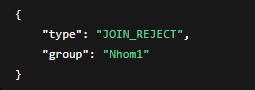 {
"type": "JOIN_REJECT",
"group": "Nhom1"
}